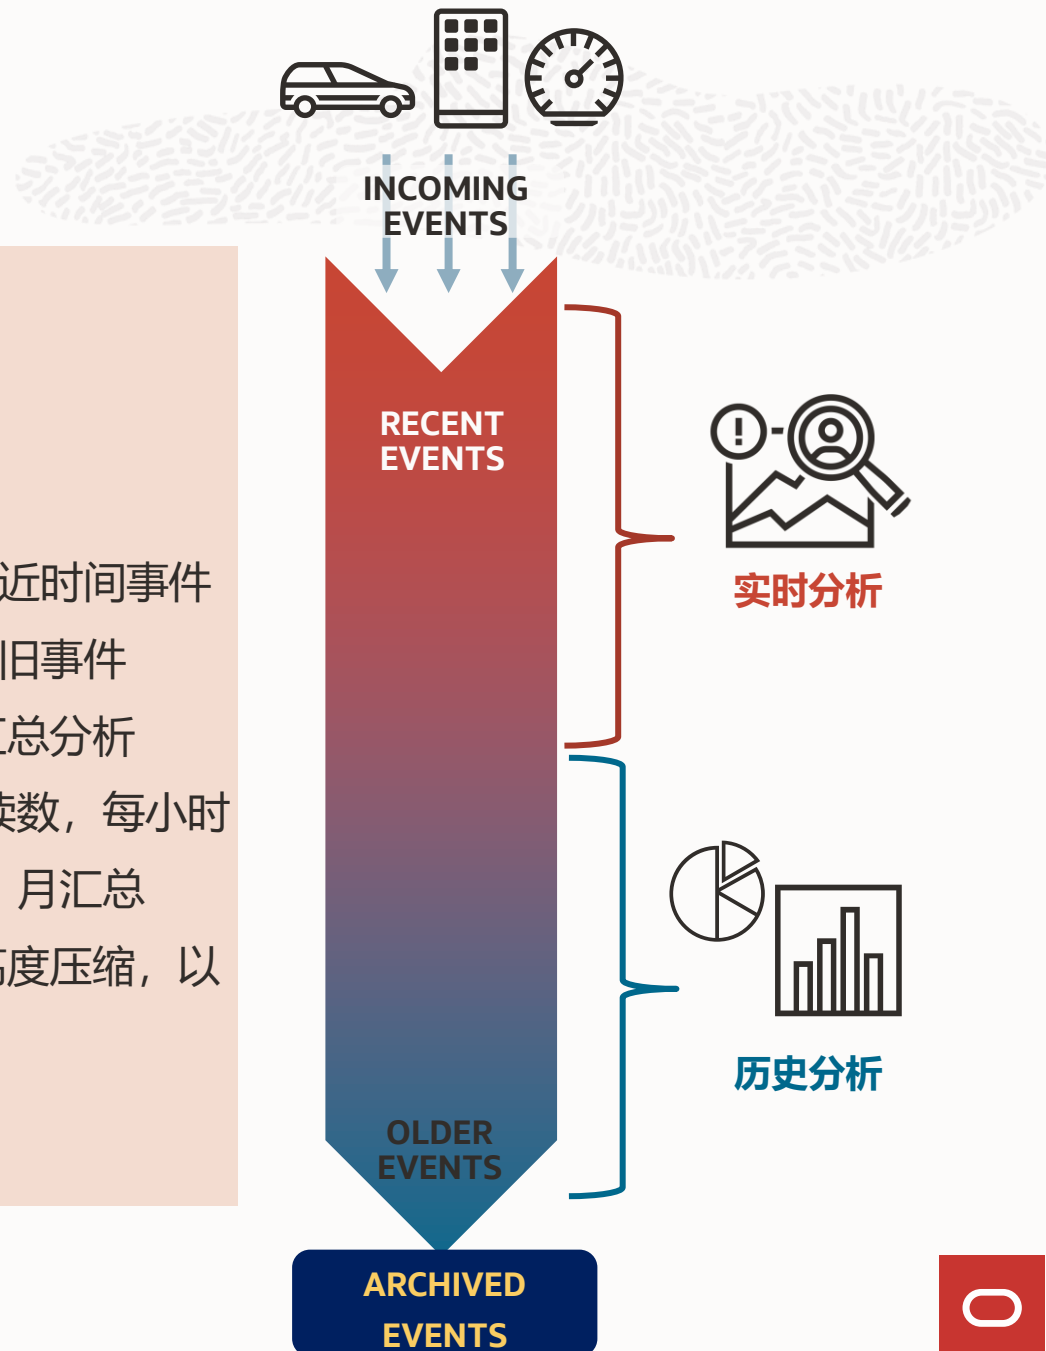 INCOMING
EVENTS
RECENT
EVENTS
近时间事件
旧事件
总分析
实时分析
读数，每小时
月汇总
高度压缩，以
历史分析
OLDER
EVENTS
ARCHIVED
EVENTS